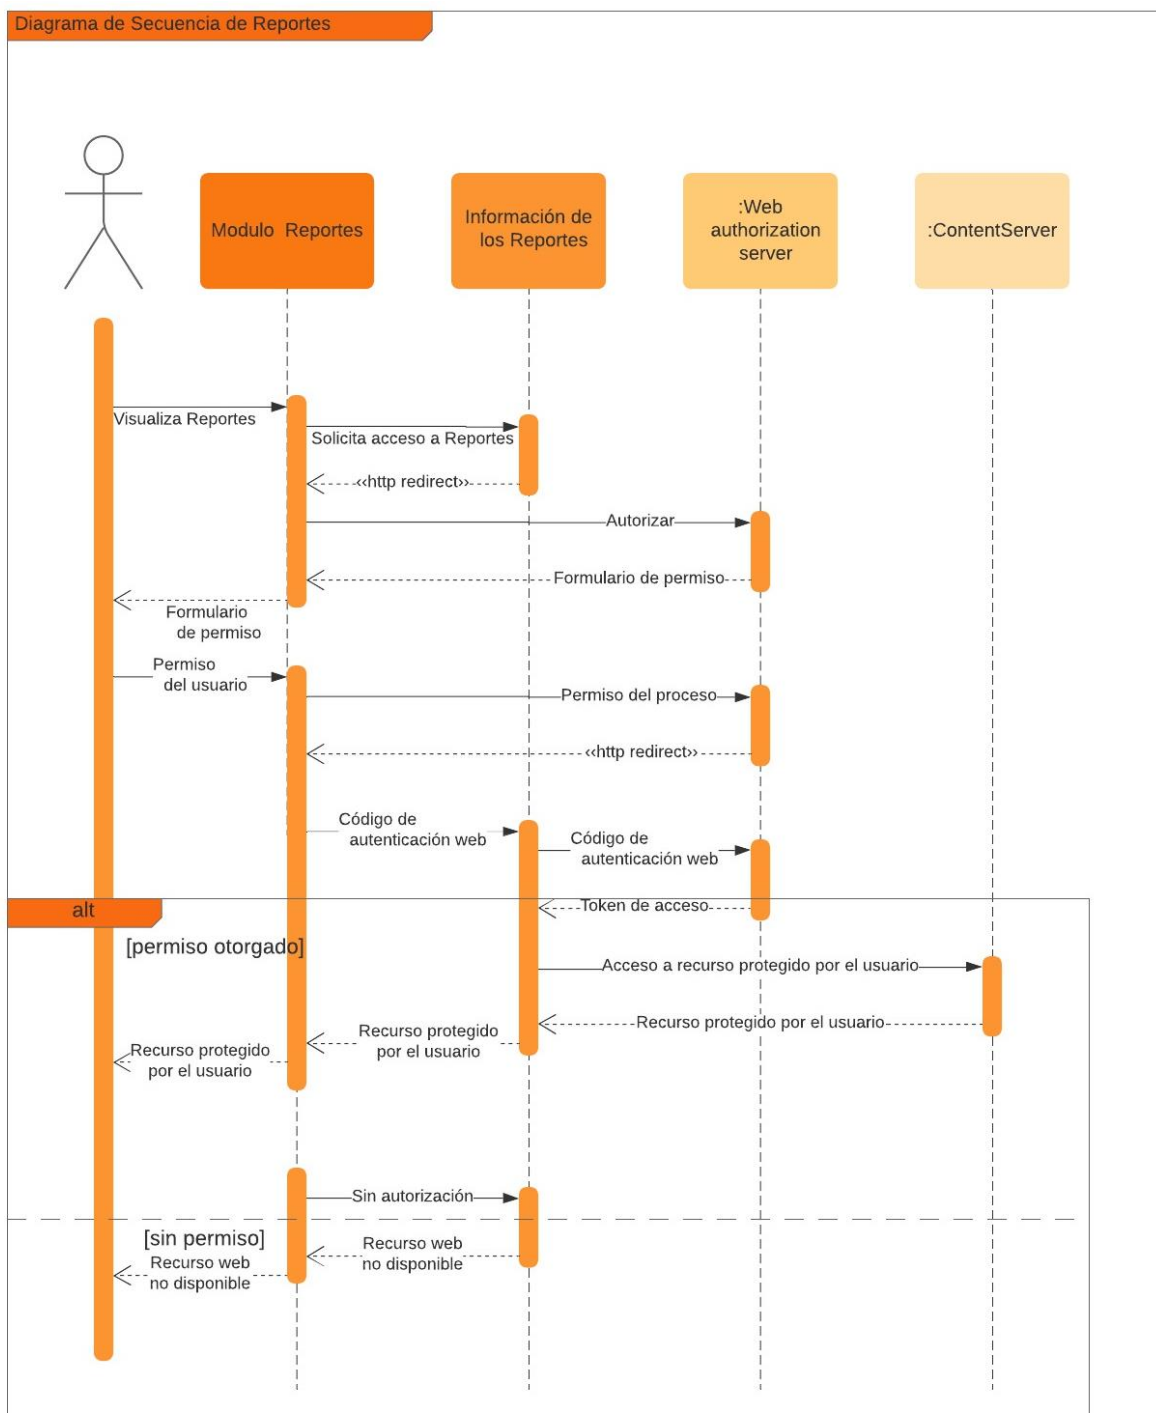 Diagrama de Secuencia de Reportes
Modulo Reportes
Información de
los Reportes
:Web
authorization
server
:ContentServer
Visualiza Reportes
Solicita acceso a Reportes
‹‹http redirect››
Autorizar
Formulario de permiso
Formulario
de permiso
Permiso
del usuario
Permiso del proceso
‹‹http redirect››
Código de
autenticación web
Código de
autenticación web
Token de acceso
alt
[permiso otorgado]
Acceso a recurso protegido por el usuario
Recurso protegido por el usuario
Recurso protegido
por el usuario
Recurso protegido
por el usuario
Sin autorización
[sin permiso]
Recurso web
no disponible
Recurso web
no disponible